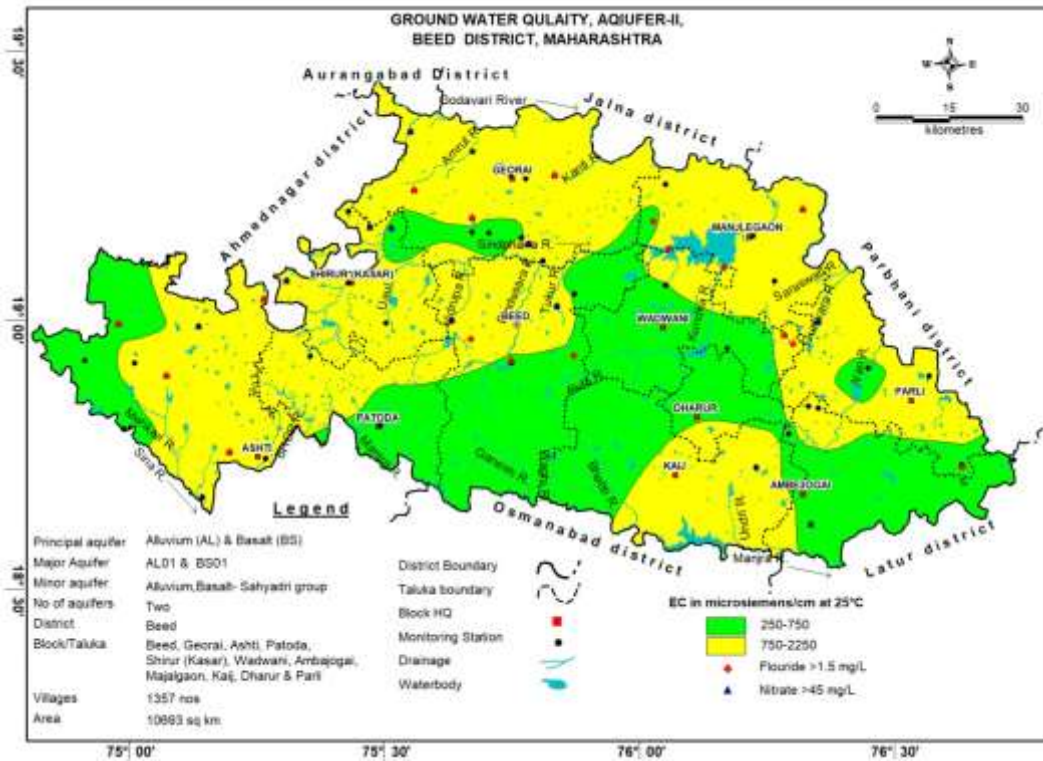 GROUND WATER QULAITY, AQIUFER-II,
BEED DISTRICT, MAHARASHTRA
19° 30'
19° 00'
18° 30'
N
W E
S
0 15 30
kilometres
Aurangabad District
Godavari River
Jalna district
Ahmednagar district
Parbhani district
Osmanabad district
Latur district
Amrut R.
GEORAI
MANJLEGAON
Sindphana R.
SHIRUR (KASAR)
BEED
WADWANI
PATODA
DHARUR
PARLI
ASHTI
KAIJ
AMBEJOGAI
Sina R.
Undri R.
Legend
Principal aquifer Alluvium (AL) & Basalt (BS)
Major Aquifer AL01 & BS01
Minor aquifer Alluvium,Basalt- Sahyadri group
No of aquifers Two
District Beed
Block/Taluka Beed, Georai, Ashti, Patoda,
Shirur (Kasar), Wadwani, Ambajogai,
Majalgaon, Kaij, Dharur & Parli
Villages 1357 nos
Area 10693 sq km
District Boundary
Taluka boundary
Block HQ
Monitoring Station
Drainage
Waterbody
EC in microsiemens/cm at 25°C
250-750
750-2250
Flouride >1.5 mg/L
Nitrate >45 mg/L
75° 00' 75° 30' 76° 00' 76° 30'